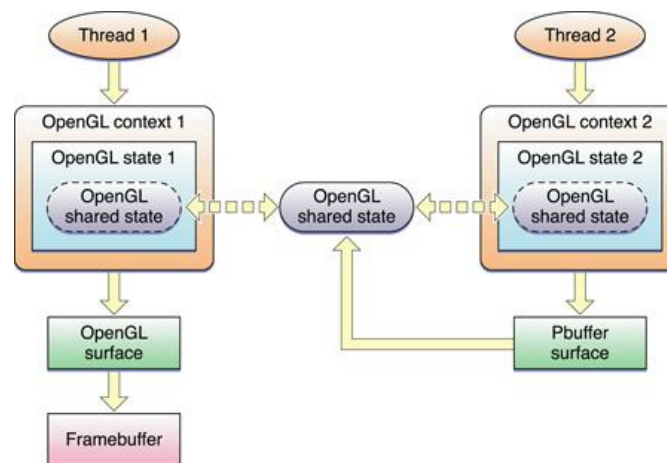 Thread 1
Thread 2
OpenGL context 1
OpenGL state 1
OpenGL
shared state
OpenGL
shared state
OpenGL context 2
OpenGL state 2
OpenGL
shared state
OpenGL
surface
Pbuffer
surface
Framebuffer